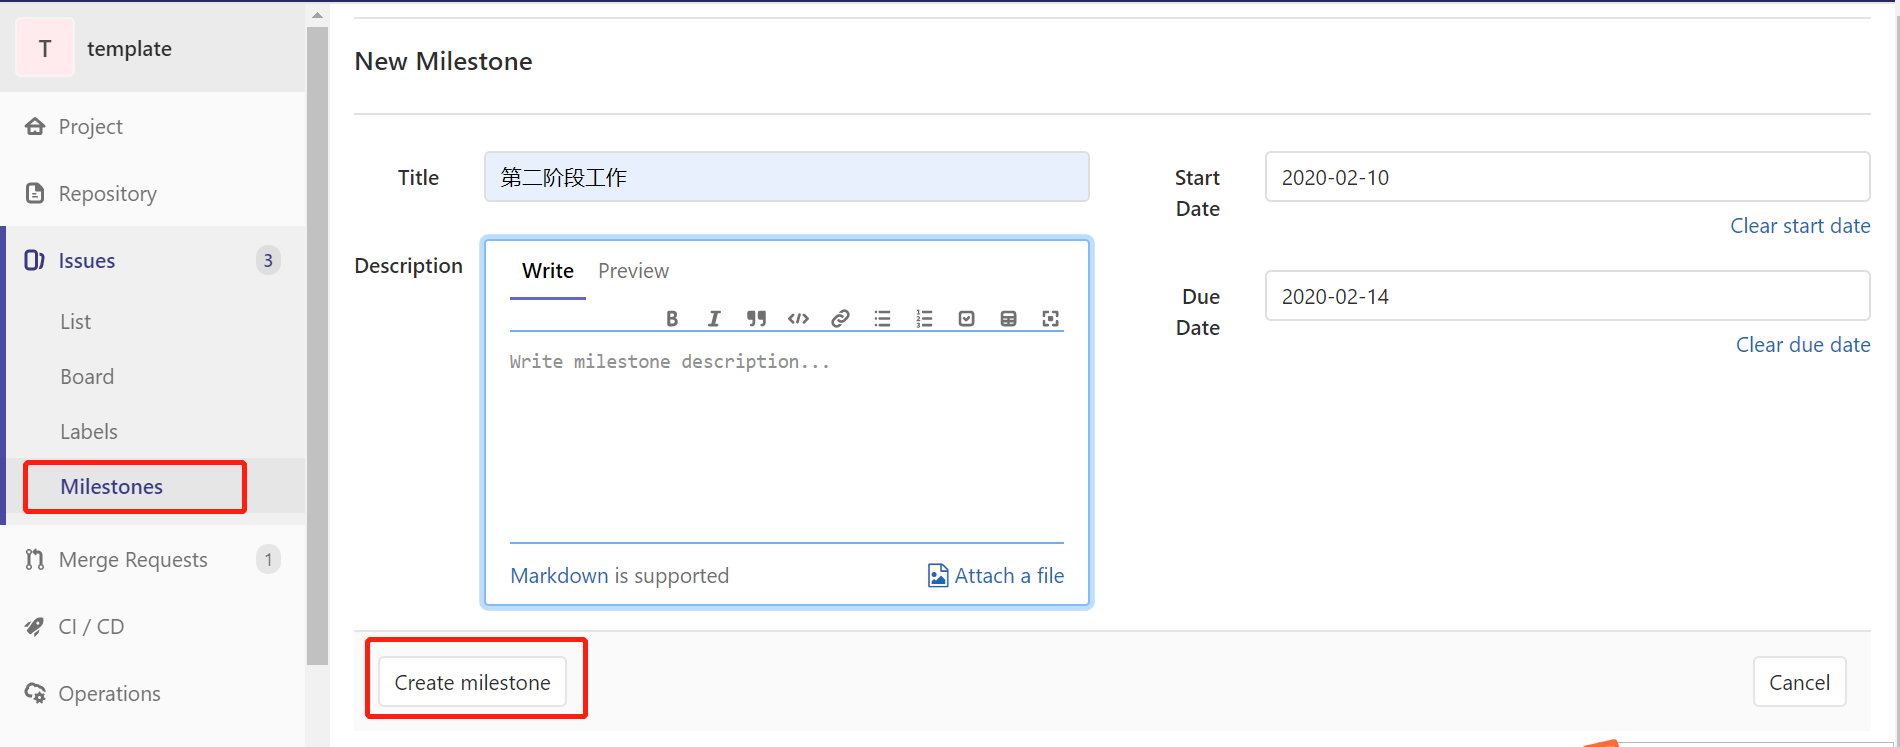 T template
Project
Repository
Issues 3
List
Board
Labels
Milestones
Merge Requests 1
CI / CD
Operations
New Milestone
Title 第二阶段工作
Description
Write Preview
Write milestone description...
Markdown is supported Attach a file
Start
Date
2020-02-10
Clear start date
Due
Date
2020-02-14
Clear due date
Create milestone
Cancel